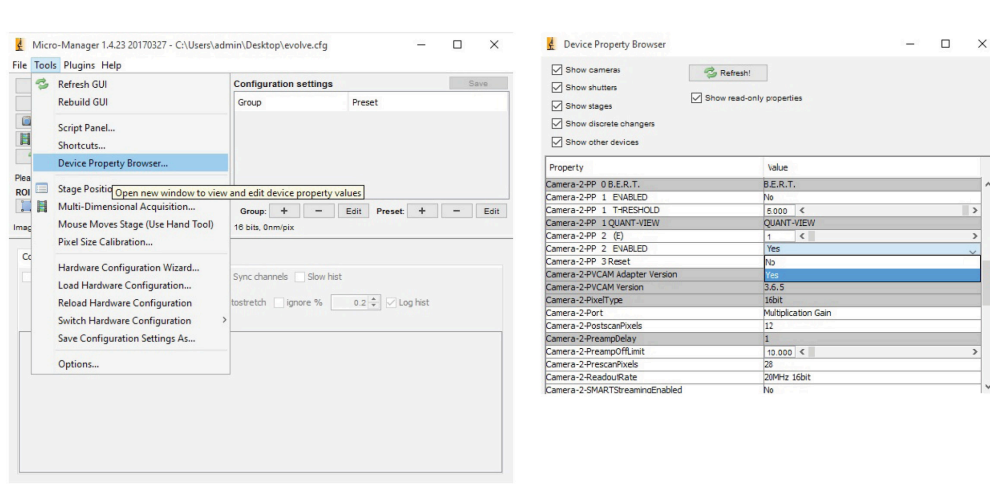 Micro-Manager 1.4.23 20170327 - C:\Users\admin\Desktop\evolve.cfg
File Tools Plugins Help
Refresh GUI
Rebuild GUI
Script Panel...
Shortcuts...
Device Property Browser...
Stage Positio
Open new window to view and edit device property values
Multi-Dimensional Acquisition...
Mouse Moves Stage (Use Hand Tool)
Pixel Size Calibration...
Hardware Configuration Wizard...
Load Hardware Configuration...
Reload Hardware Configuration
Switch Hardware Configuration >
Save Configuration Settings As...
Options...
Plea
ROI
Imag
Co
Configuration settings Save
Group Preset
Group: + − Edit Preset: + − Edit
16 bits, 0nm/pix
Sync channels Slow hist
tostretch ignore % 0.2 Log hist
Device Property Browser
Show cameras
Show shutters
Show stages
Show discrete changers
Show other devices
Refresh!
Show read-only properties
Property Value
Camera-2-PP 0 B.E.R.T. B.E.R.T.
Camera-2-PP 1 ENABLED No
Camera-2-PP 1 THRESHOLD 5.000 < >
Camera-2-PP 1 QUANT-VIEW QUANT-VIEW
Camera-2-PP 2 (E) 1 < >
Camera-2-PP 2 ENABLED Yes
Camera-2-PP 3 Reset No
Camera-2-PVCAM Adapter Version Yes
Camera-2-PVCAM Version 3.6.5
Camera-2-PixelType 16bit
Camera-2-Port Multiplication Gain
Camera-2-PostscanPixels 12
Camera-2-PreampDelay 1
Camera-2-PreampOffLimit 10.000 < >
Camera-2-PrescanPixels 28
Camera-2-ReadoutRate 20MHz 16bit
Camera-2-SMARTStreamingEnabled No